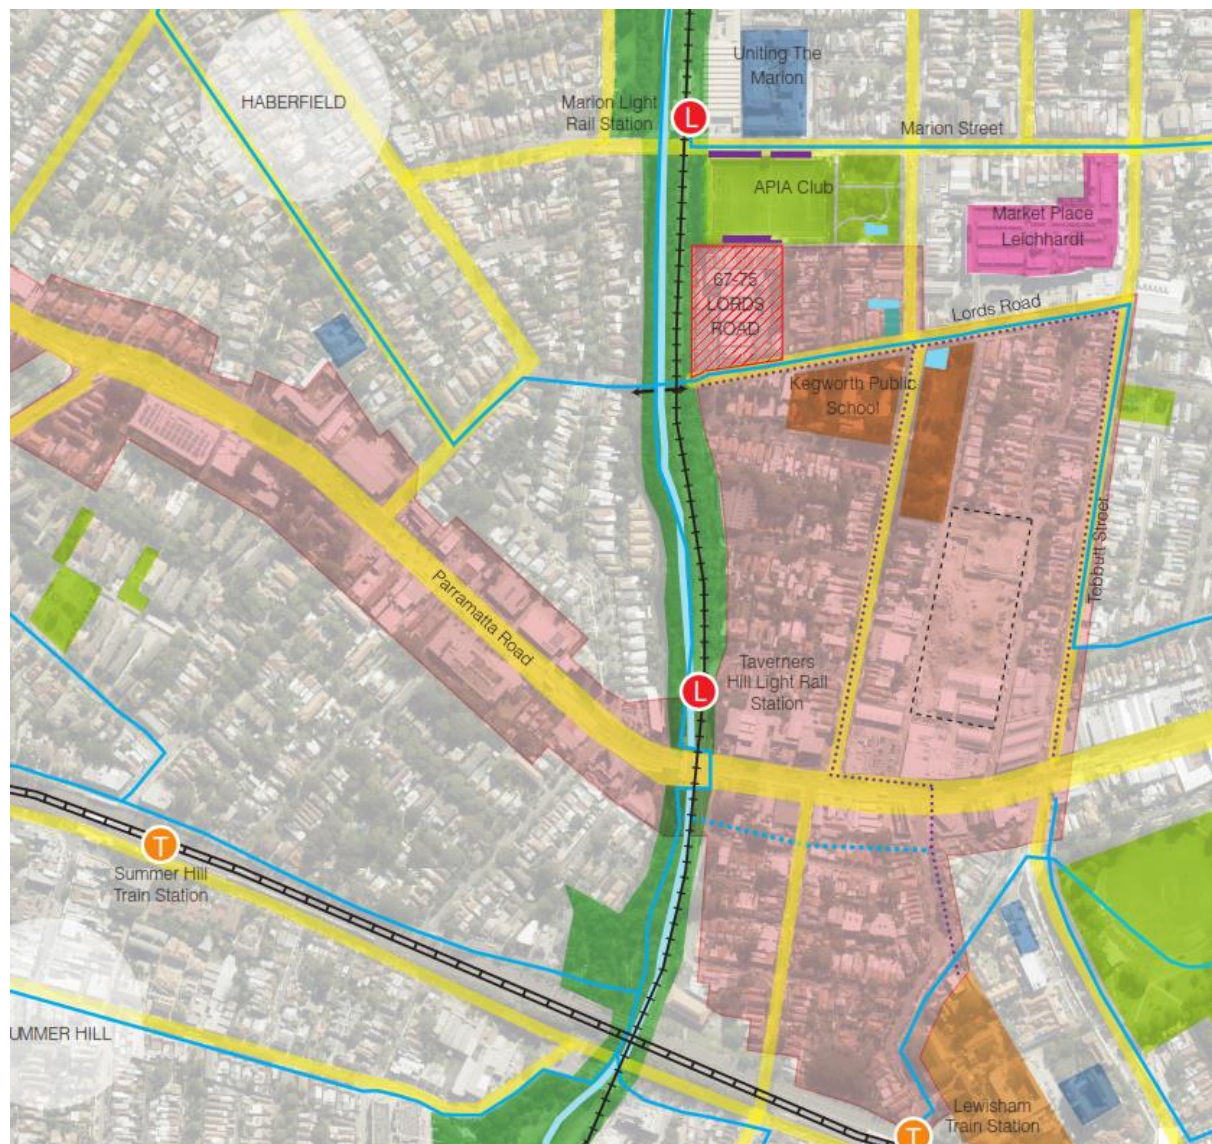 Uniting The
Marion
HABERFIELD
Marion Light
Rail Station
L
Marion Street
APIA Club
Market Place
Leichhardt
67-75
LORDS
ROAD
Lords Road
Kegworth Public
School
Tebbutt Street
Parramatta Road
Taverners
Hill Light Rail
Station
L
T
Summer Hill
Train Station
UMMER HILL
Lewisham
Train Station
T